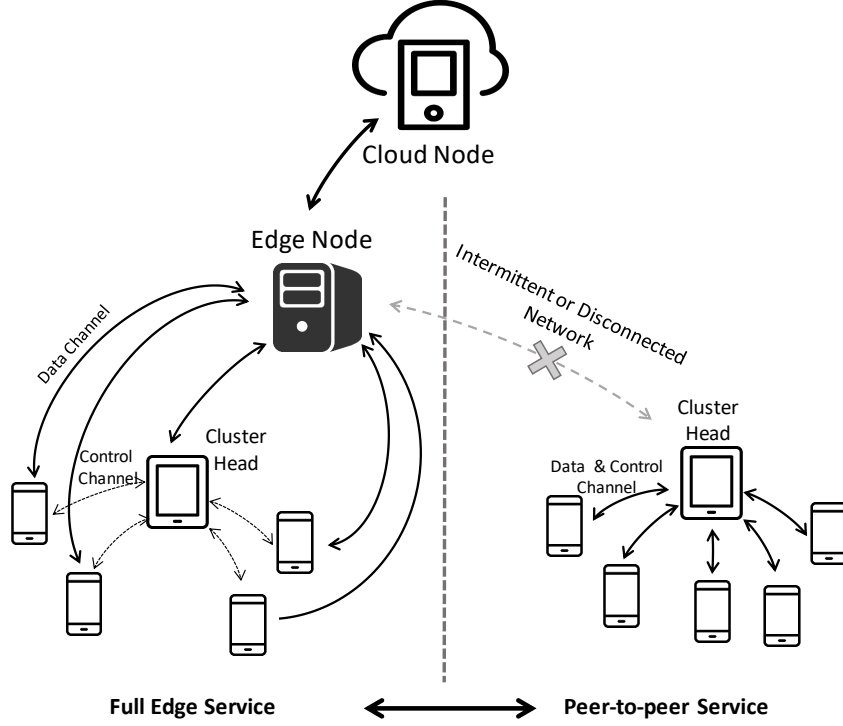 Cloud Node
Edge Node
Intermittent or Disconnected
Network
Data Channel
Cluster
Head
Control
Channel
Cluster
Head
Data & Control
Channel
Full Edge Service
Peer-to-peer Service